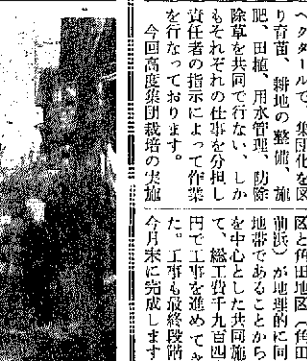 ヘクタールで、集団化を図
り育苗、耕地の整備、施
肥、田植、用水管理、防除
除草を共同で行ない、しか
もそれぞれの仕事を分担し
責任者の指示によって作業
を行なっております。
今回高度集団栽培の実施
区と角田地区(角田
前浜)が地理的に同
地帯であることから
を中心とした共同施
て、総工費千九百四
円で工事を進めてき
た。工事も最終段階
今月末に完成します